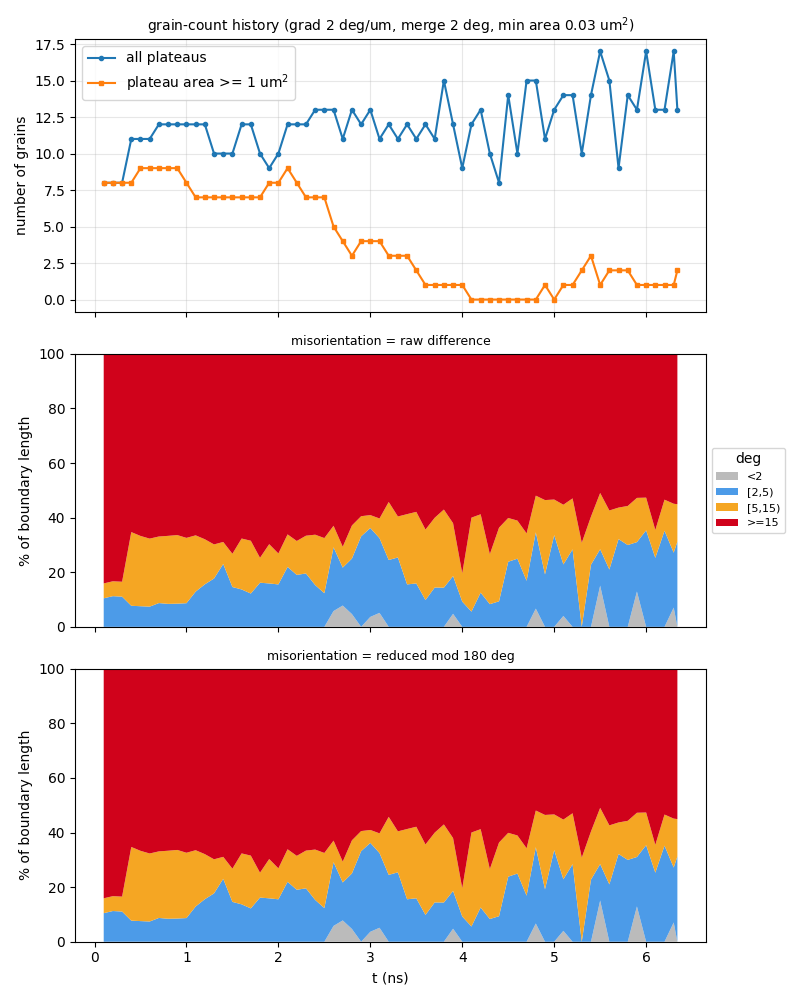 grain-count history (grad 2 deg/um, merge 2 deg, min area 0.03 um²)
17.5
15.0
12.5
10.0
7.5
5.0
2.5
0.0
number of grains
all plateaus
plateau area >= 1 um²
misorientation = raw difference
100
80
60
40
20
0
% of boundary length
deg
<2
[2,5)
[5,15)
>=15
misorientation = reduced mod 180 deg
100
80
60
40
20
0
% of boundary length
0 1 2 3 4 5 6
t (ns)